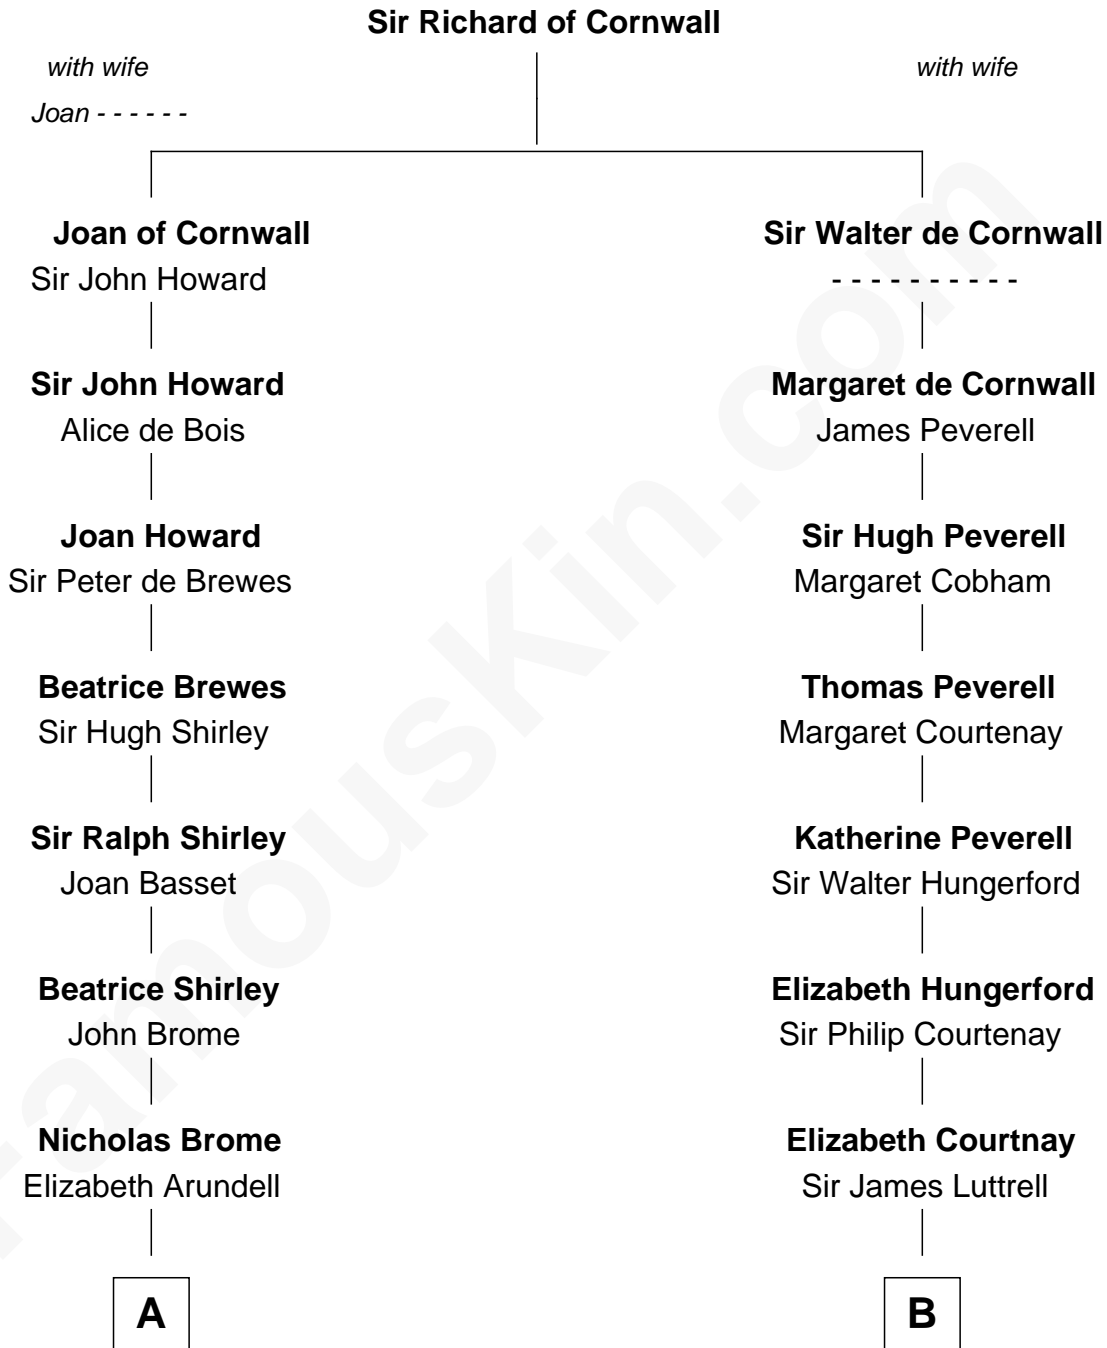 Sir Richard of Cornwall
with wife
with wife
Joan - - - - - -
Joan of Cornwall
Sir John Howard
Sir Walter de Cornwall
- - - - - - - - - -
Sir John Howard
Alice de Bois
Margaret de Cornwall
James Peverell
Joan Howard
Sir Peter de Brewes
Sir Hugh Peverell
Margaret Cobham
Beatrice Brewes
Sir Hugh Shirley
Thomas Peverell
Margaret Courtenay
Sir Ralph Shirley
Joan Basset
Katherine Peverell
Sir Walter Hungerford
Beatrice Shirley
John Brome
Elizabeth Hungerford
Sir Philip Courtenay
Nicholas Brome
Elizabeth Arundell
Elizabeth Courtnay
Sir James Luttrell
A
B
FamousKin.com